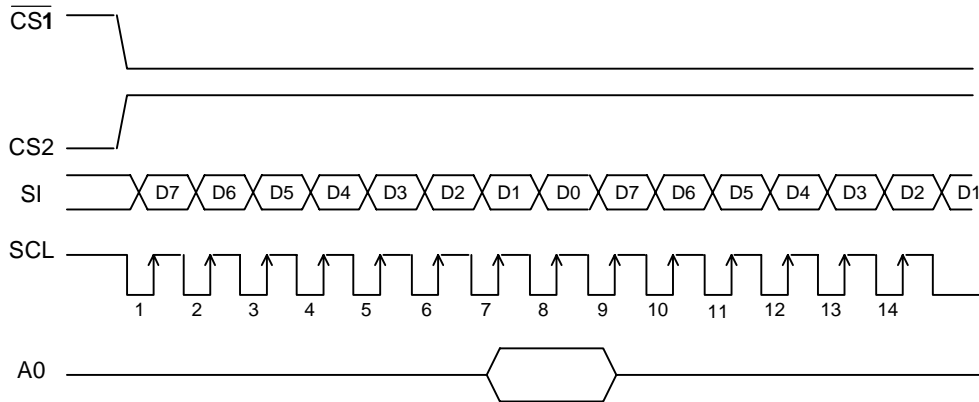 CS1
CS2
SI D7 D6 D5 D4 D3 D2 D1 D0 D7 D6 D5 D4 D3 D2 D1
SCL
1 2 3 4 5 6 7 8 9 10 11 12 13 14
A0